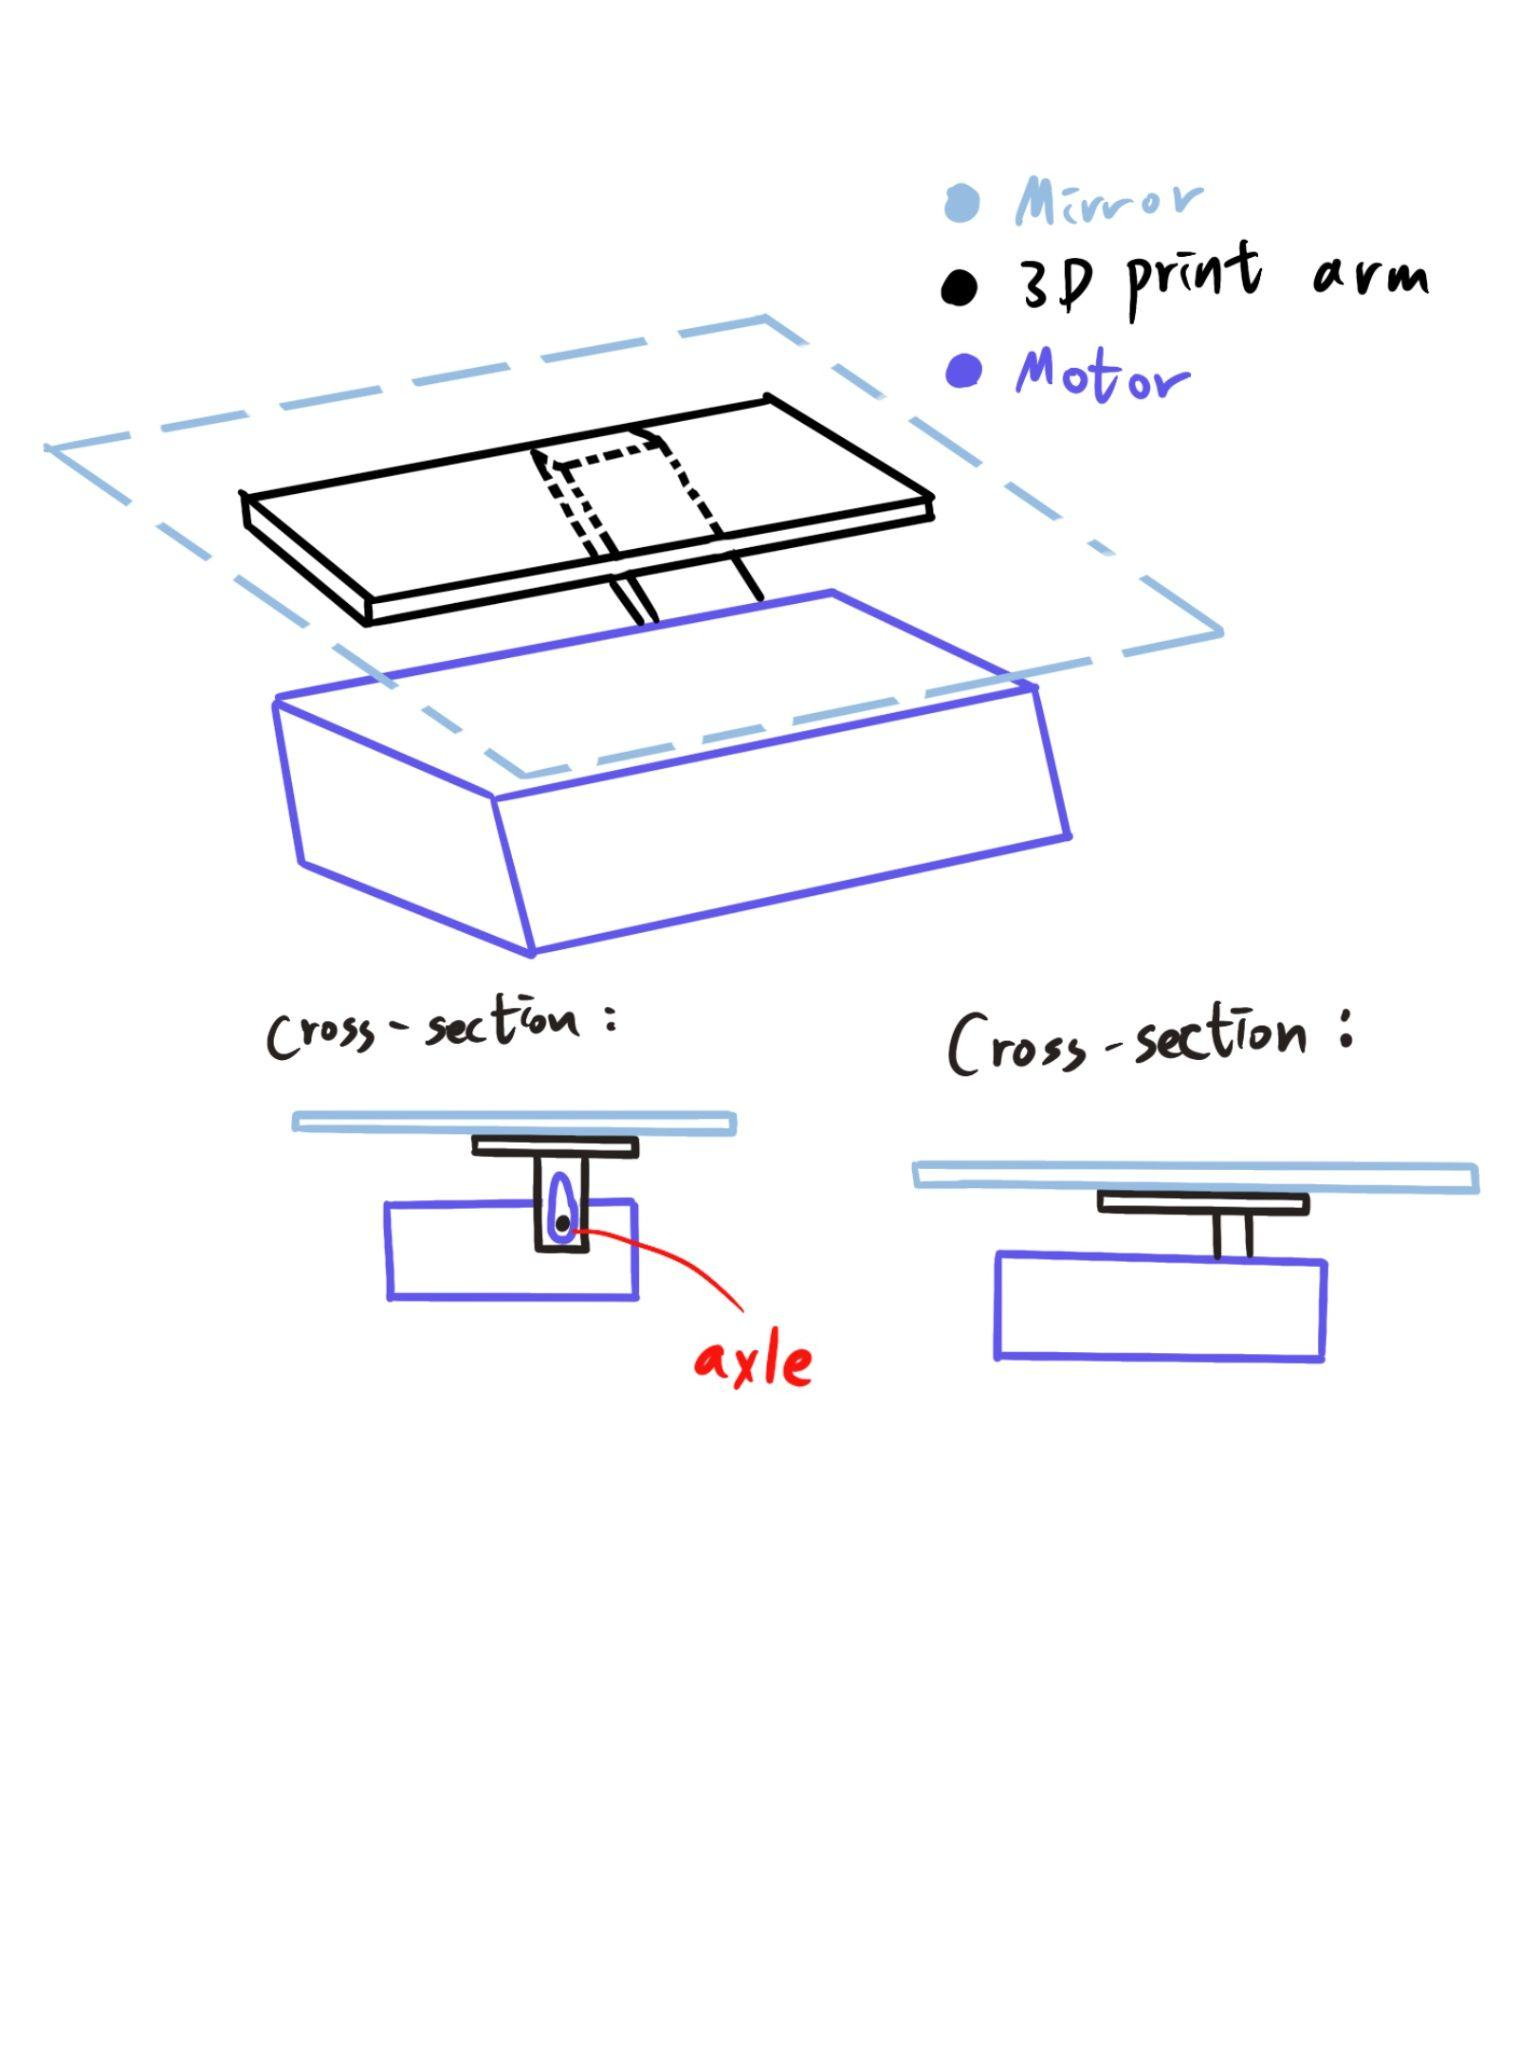 Mirror
3D print arm
Motor
Cross-section:
Cross-section:
axle